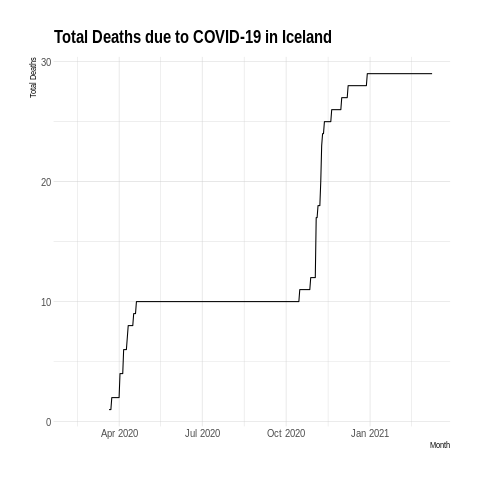 Total Deaths due to COVID-19 in Iceland
Total Deaths
30
20
10
0
Apr 2020 Jul 2020 Oct 2020 Jan 2021
Month